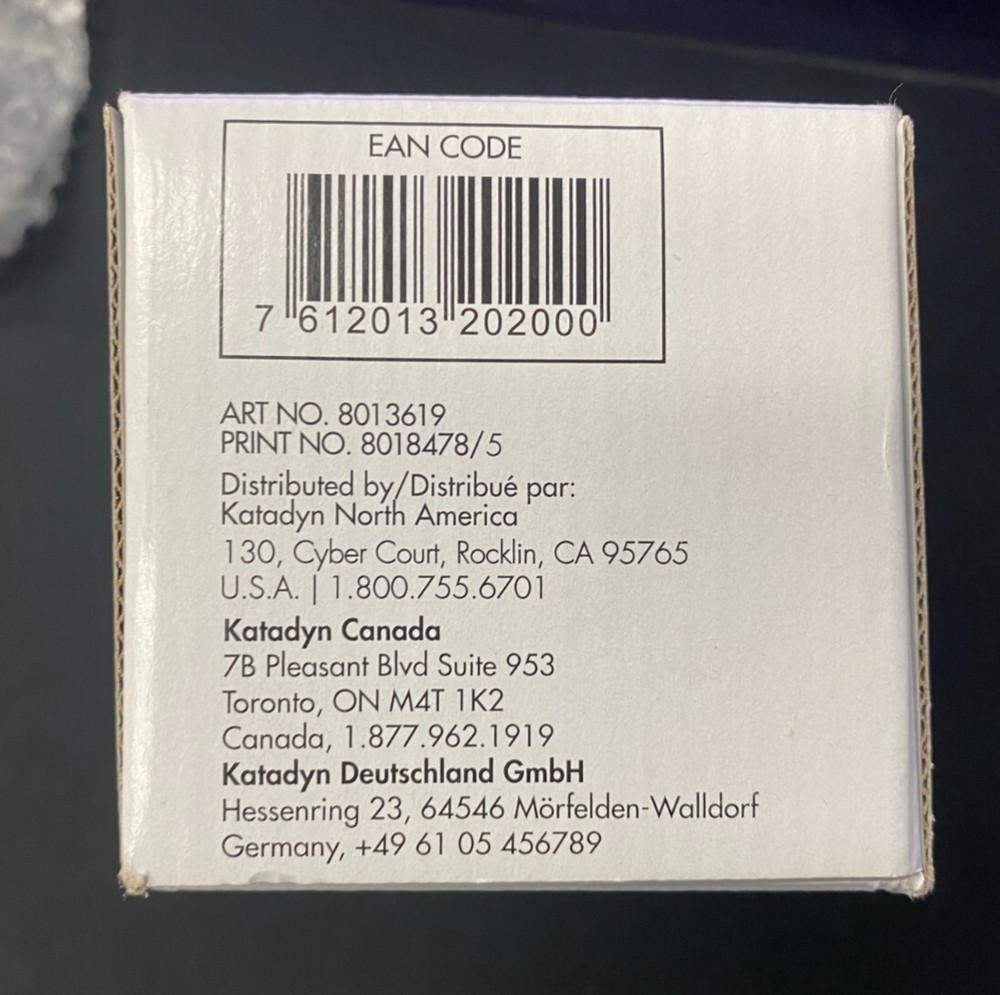 EAN CODE
7 612013 202000
ART NO. 8013619
PRINT NO. 8018478/5
Distributed by/Distribué par:
Katadyn North America
130, Cyber Court, Rocklin, CA 95765
U.S.A. | 1.800.755.6701
Katadyn Canada
7B Pleasant Blvd Suite 953
Toronto, ON M4T 1K2
Canada, 1.877.962.1919
Katadyn Deutschland GmbH
Hessenring 23, 64546 Mörfelden-Walldorf
Germany, +49 61 05 456789